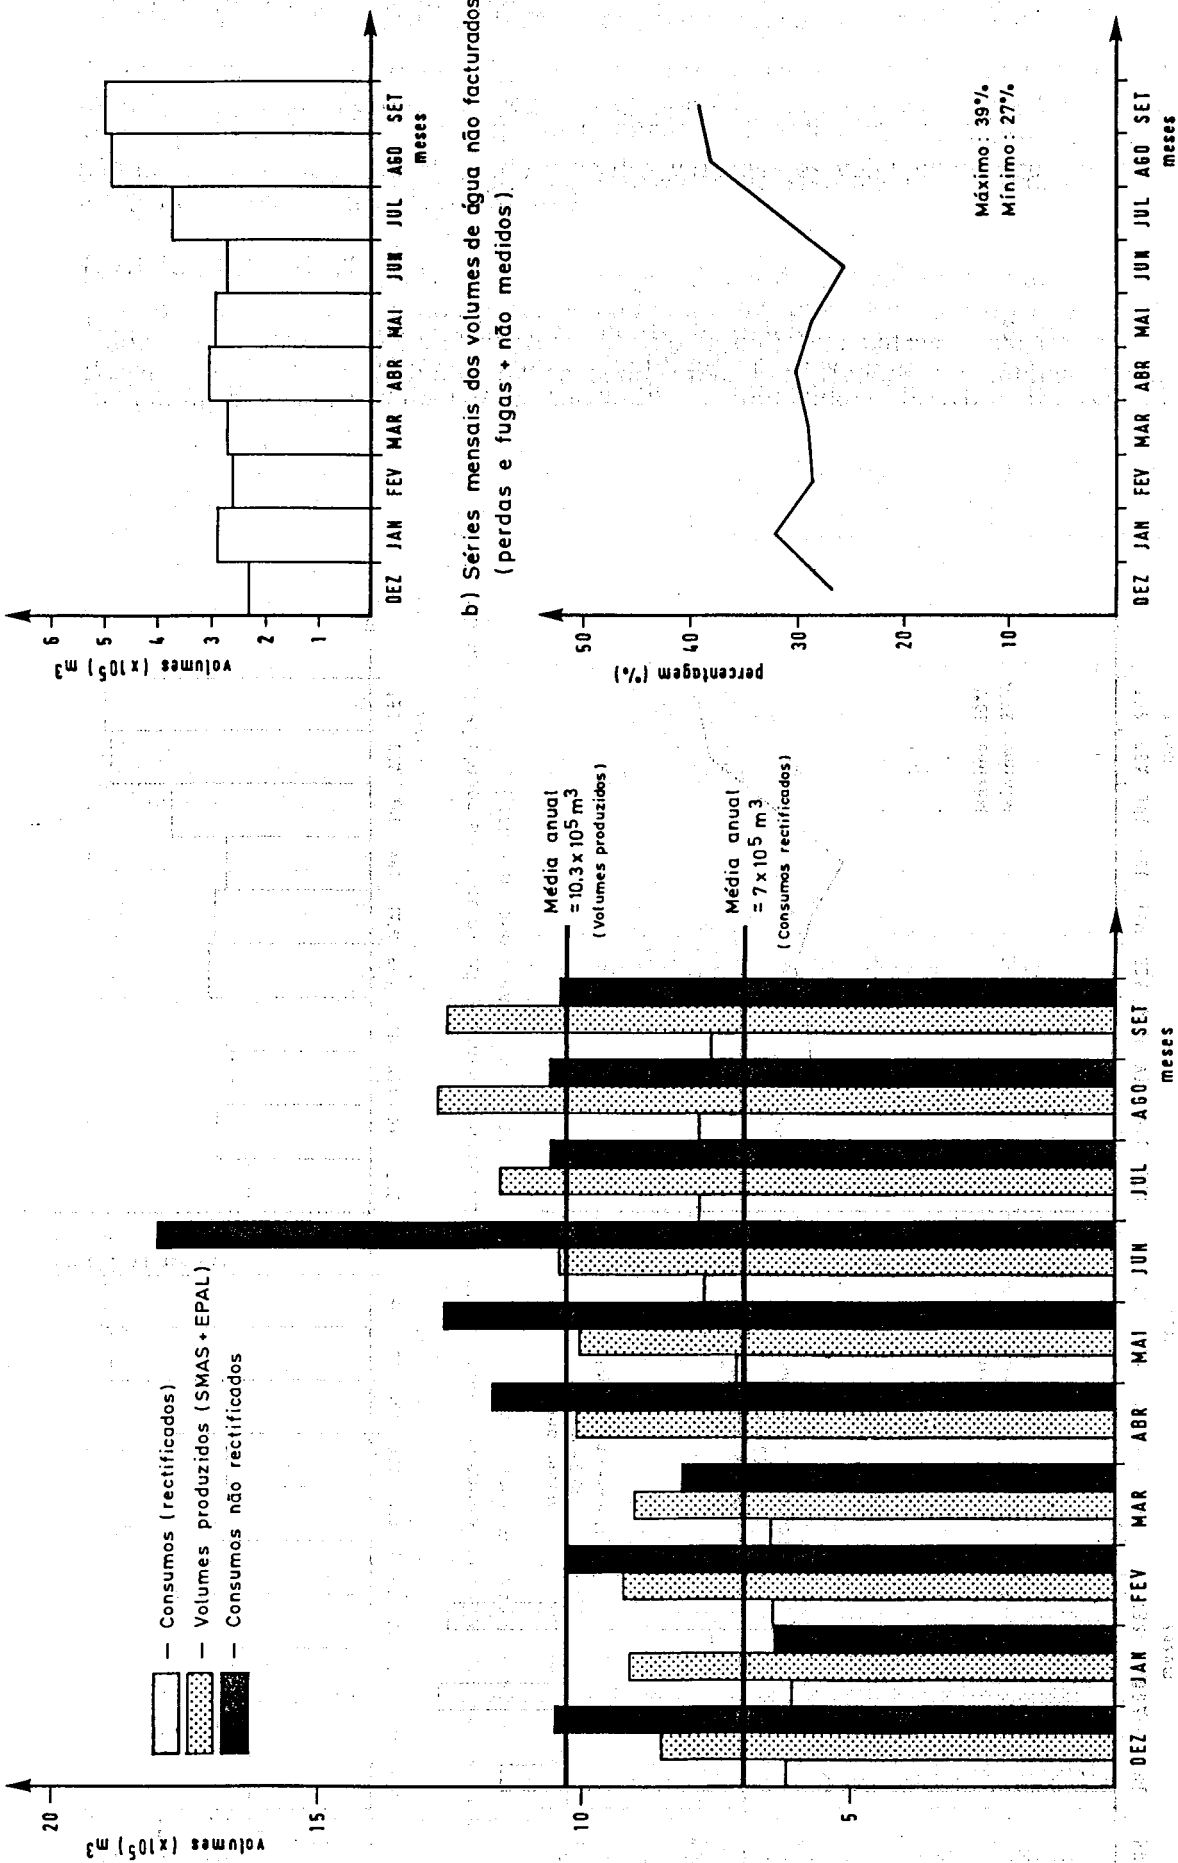 volumes (x10⁵) m³
20
15
10
5
— Consumos (rectificados)
— Volumes produzidos (SMAS + EPAL)
— Consumos não rectificados
Média anual
= 10.3 x 10⁵ m³
(Volumes produzidos)
Média anual
= 7 x 10⁵ m³
(Consumos rectificados)
DEZ JAN FEV MAR ABR MAI JUN JUL AGO SET
meses
volumes (x10⁵) m³
6
5
4
3
2
1
DEZ JAN FEV MAR ABR MAI JUN JUL AGO SET
meses
b) Séries mensais dos volumes de água não facturados
(perdas e fugas + não medidos)
percentagem (%)
50
40
30
20
10
Máximo: 39%
Mínimo: 27%
DEZ JAN FEV MAR ABR MAI JUN JUL AGO SET
meses